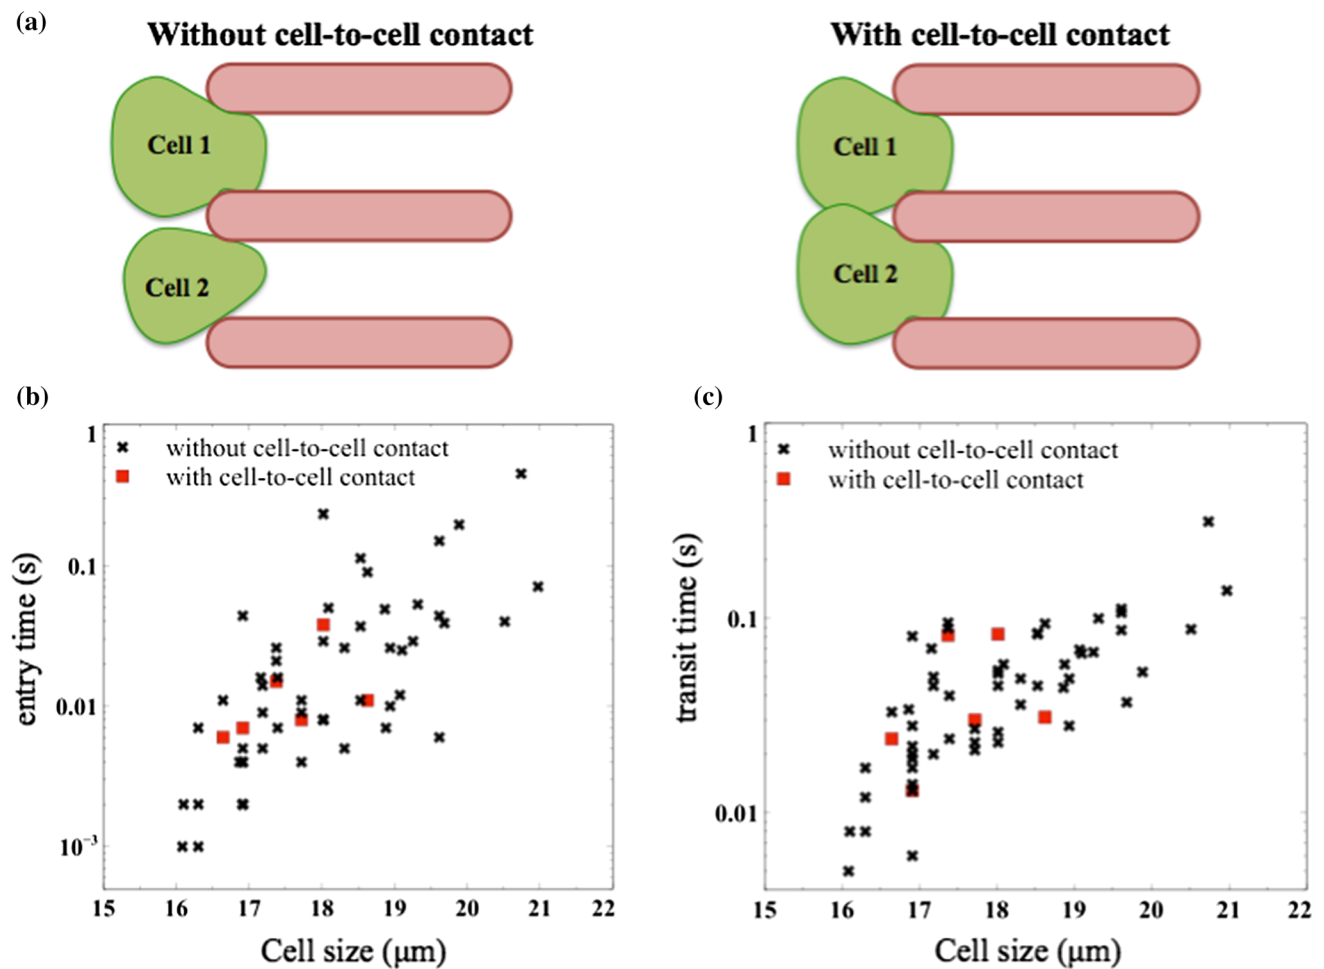 (a)
Without cell-to-cell contact
With cell-to-cell contact
Cell 1
Cell 2
Cell 1
Cell 2
(b)
1
0.1
0.01
10⁻³
entry time (s)
without cell-to-cell contact
with cell-to-cell contact
15 16 17 18 19 20 21 22
Cell size (μm)
(c)
1
0.1
0.01
transit time (s)
without cell-to-cell contact
with cell-to-cell contact
15 16 17 18 19 20 21 22
Cell size (μm)